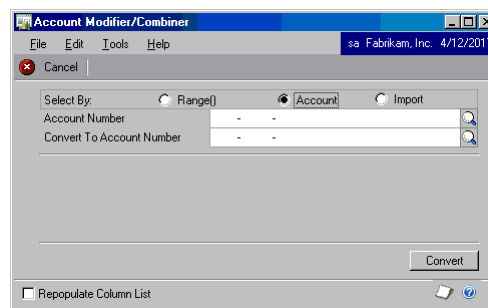 Account Modifier/Combiner
File Edit Tools Help sa Fabrikam, Inc. 4/12/201
Cancel
Select By: Range() Account Import
Account Number - -
Convert To Account Number - -
Convert
Repopulate Column List